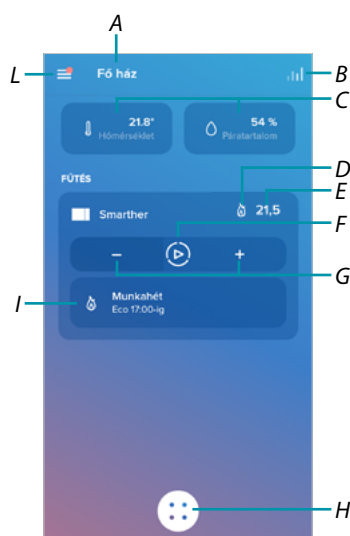 A
L
Fő ház
B
C
21.8°
Hőmérséklet
54 %
Páratartalom
D
E
FŰTÉS
Smarther
21,5
F
–
+
G
I
Munkahét
Eco 17:00-ig
H